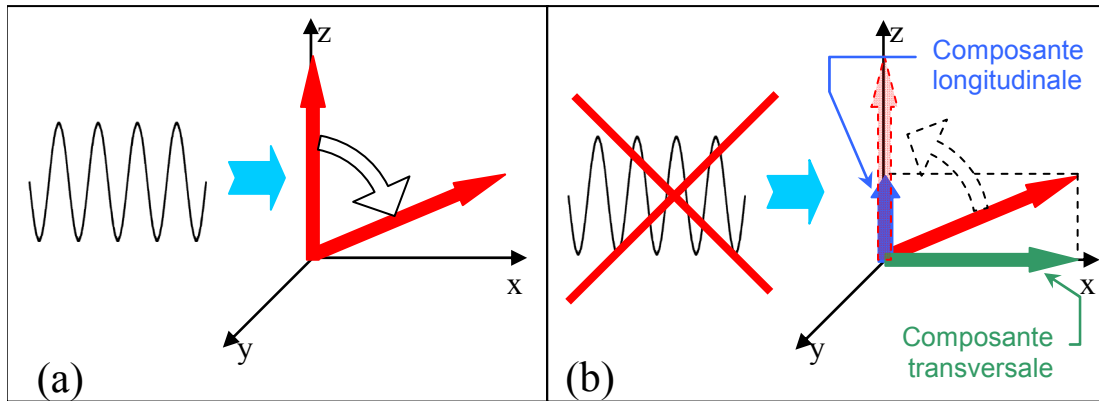 z
x
y
(a)
z
Composante
longitudinale
x
y
Composante
transversale
(b)